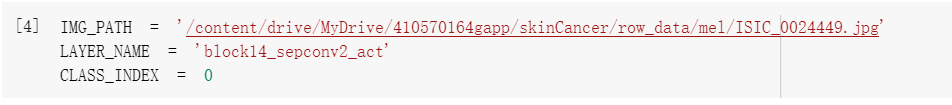 [4] IMG_PATH = '/content/drive/MyDrive/410570164gapp/skinCancer/row_data/mel/ISIC_0024449.jpg'
LAYER_NAME = 'block14_sepconv2_act'
CLASS_INDEX = 0